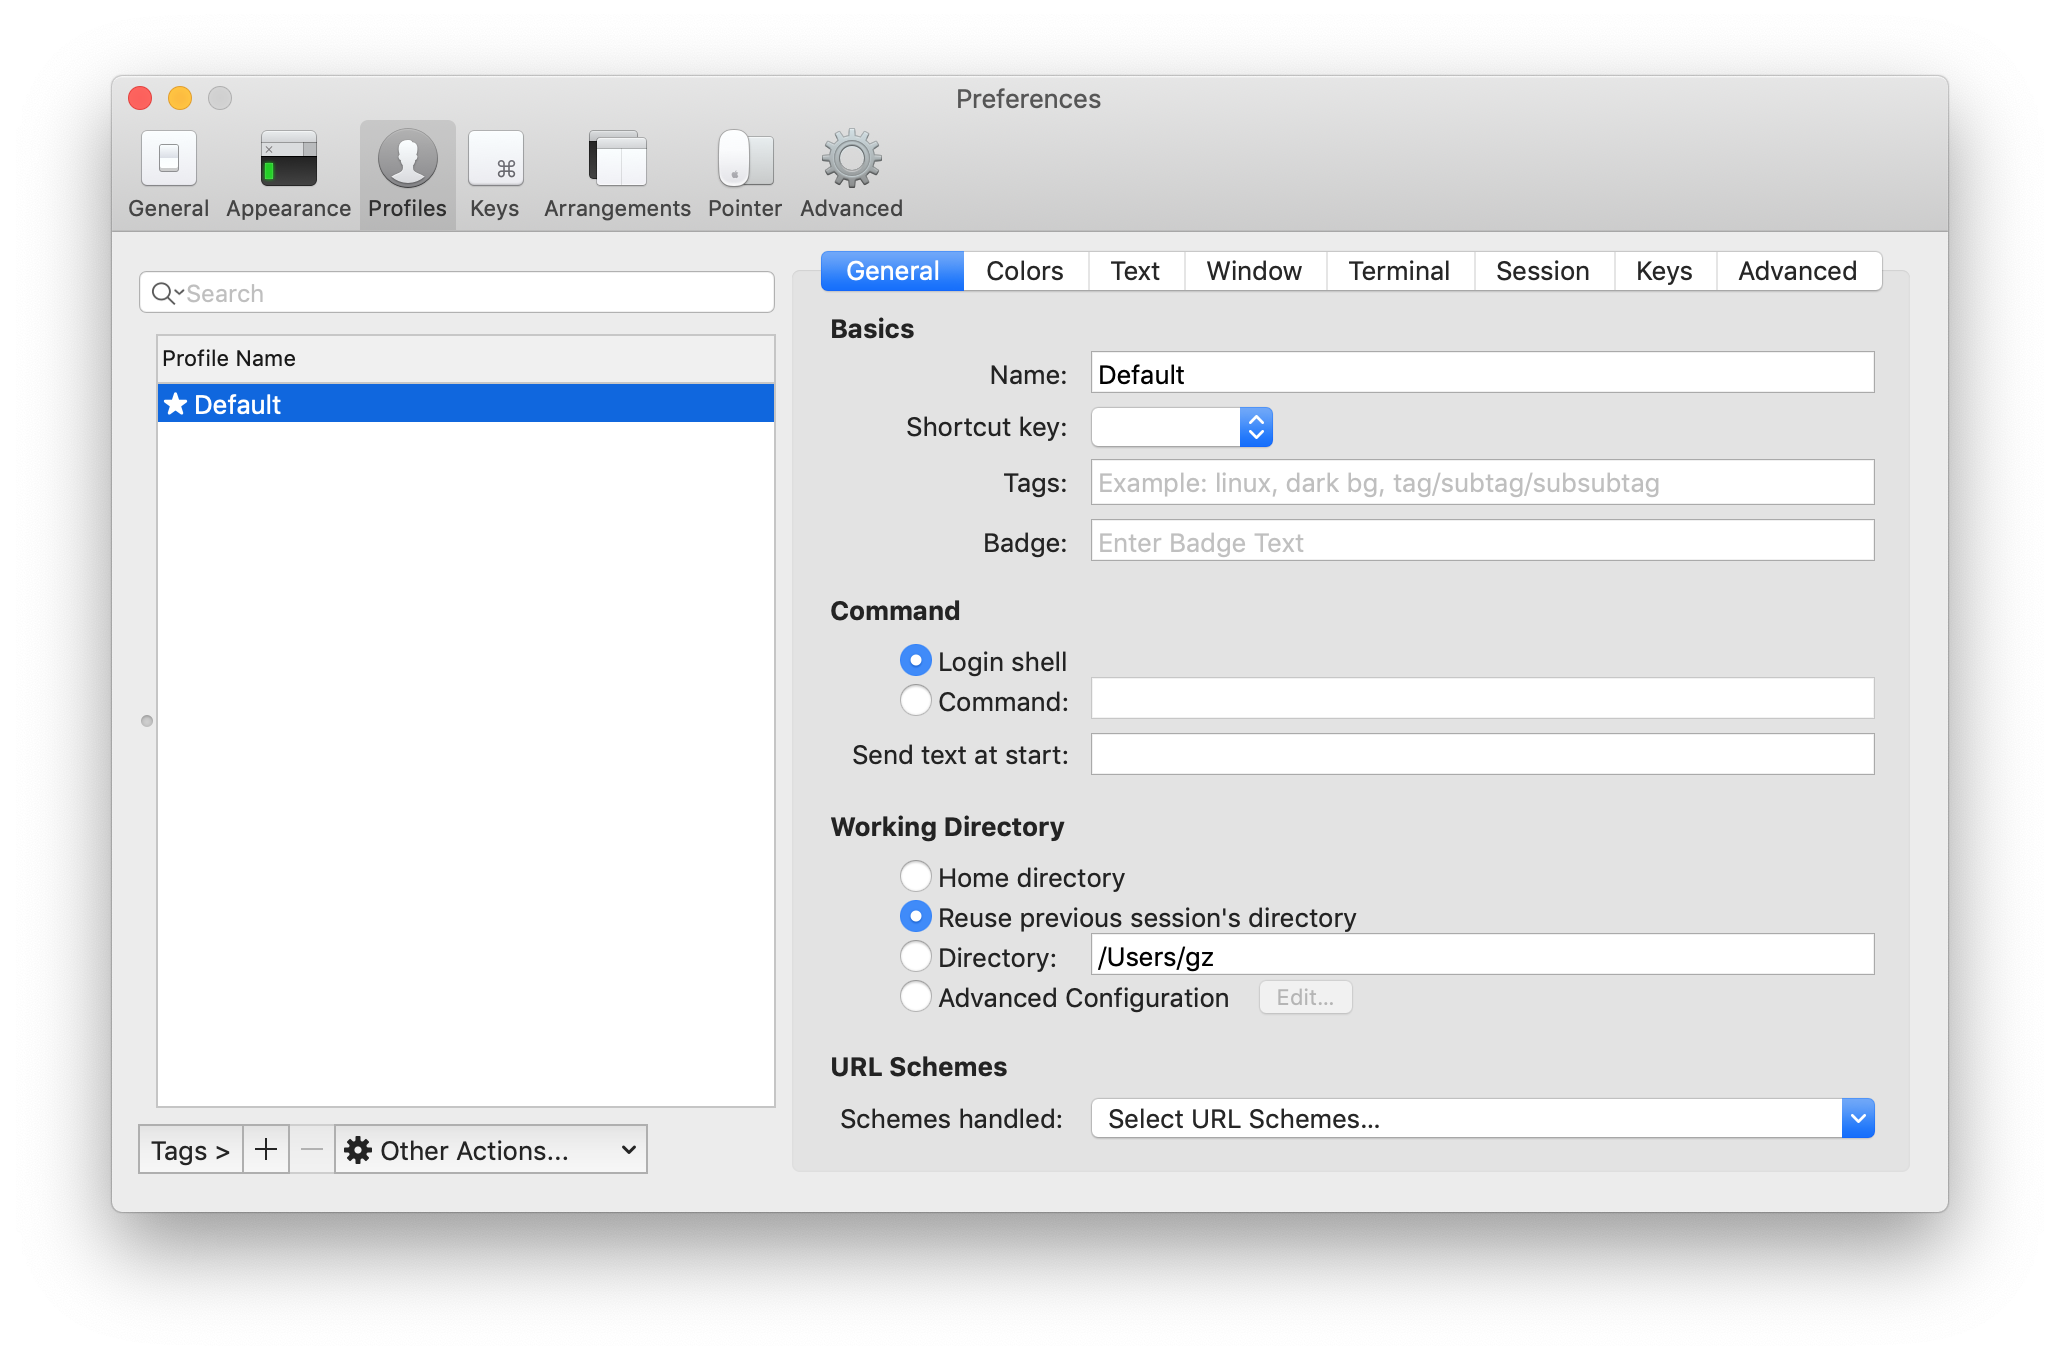 Preferences
General Appearance Profiles Keys Arrangements Pointer Advanced
Search
Profile Name
Default
Tags > + — Other Actions...
General Colors Text Window Terminal Session Keys Advanced
Basics
Name: Default
Shortcut key:
Tags: Example: linux, dark bg, tag/subtag/subsubtag
Badge: Enter Badge Text
Command
Login shell
Command:
Send text at start:
Working Directory
Home directory
Reuse previous session's directory
Directory: /Users/gz
Advanced Configuration Edit...
URL Schemes
Schemes handled: Select URL Schemes...